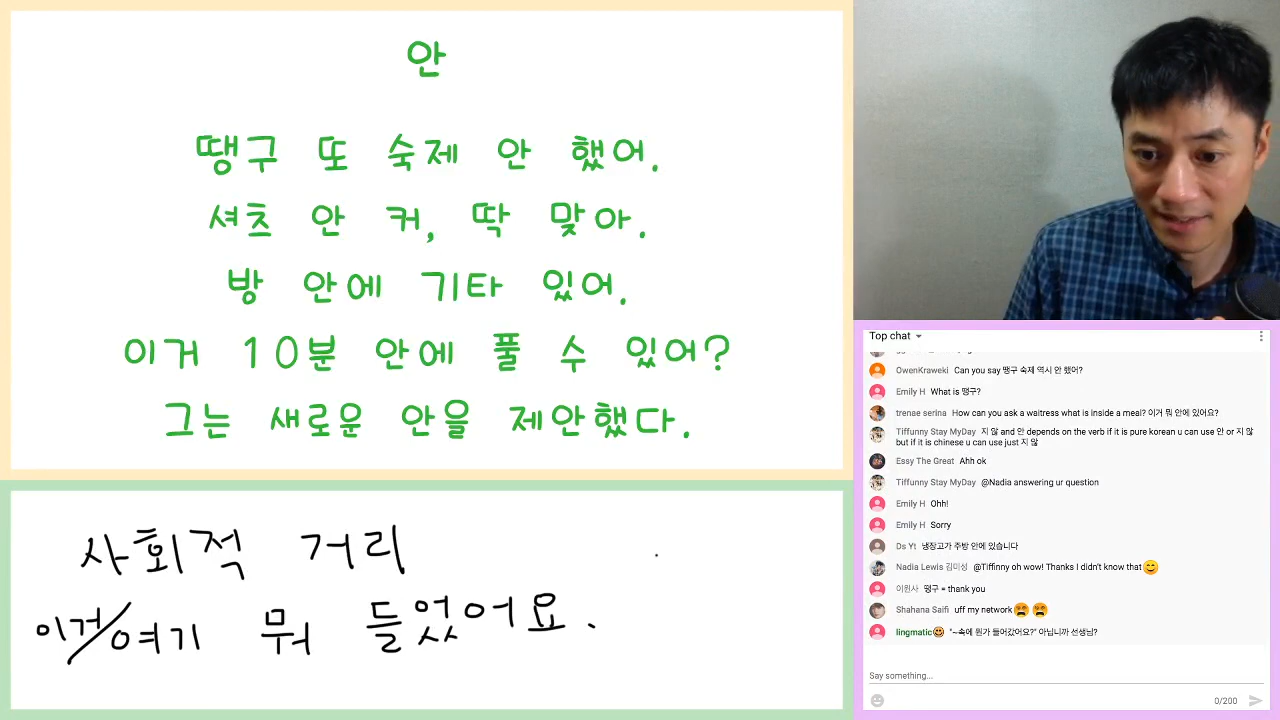 안
땡구 또 숙제 안 했어.
셔츠 안 커, 딱 맞아.
방 안에 기타 있어.
이거 10분 안에 풀 수 있어?
그는 새로운 안을 제안했다.
사회적 거리
이거/여기 뭐 들었어요.
Top chat
OwenKraweki Can you say 땡구 숙제 역시 안 했어?
Emily H What is 땡구?
trenae serina How can you ask a waitress what is inside a meal? 이거 뭐 안에 있어요?
Tiffunny Stay MyDay 지 않 and 안 depends on the verb if it is pure korean u can use 안 or 지 않
but if it is chinese u can use just 지 않
Essy The Great Ahh ok
Tiffunny Stay MyDay @Nadia answering ur question
Emily H Ohh!
Emily H Sorry
Ds Yt 냉장고가 주방 안에 있습니다
Nadia Lewis 김미성 @Tiffinny oh wow! Thanks I didn't know that
이원사 땡구 = thank you
Shahana Saifi uff my network
lingmatic "~속에 뭔가 들어갔어요?" 아닙니까 선생님?
Say something...
0/200